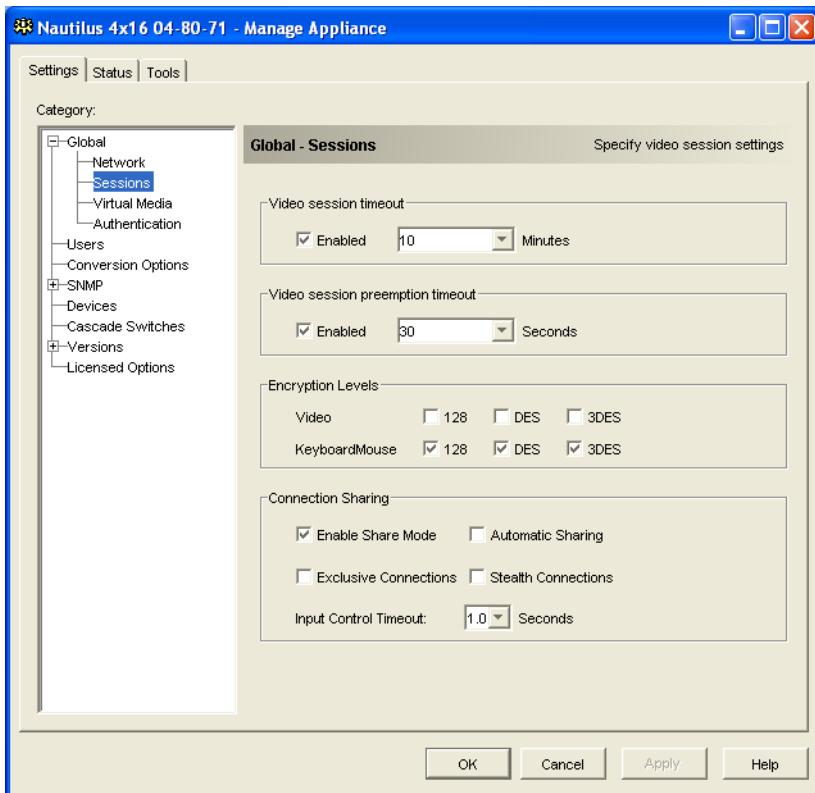 Nautilus 4x16 04-80-71 - Manage Appliance
Settings Status Tools
Category:
Global
Network
Sessions
Virtual Media
Authentication
Users
Conversion Options
SNMP
Devices
Cascade Switches
Versions
Licensed Options
Global - Sessions Specify video session settings
Video session timeout
Enabled 10 Minutes
Video session preemption timeout
Enabled 30 Seconds
Encryption Levels
Video 128 DES 3DES
KeyboardMouse 128 DES 3DES
Connection Sharing
Enable Share Mode Automatic Sharing
Exclusive Connections Stealth Connections
Input Control Timeout: 1.0 Seconds
OK Cancel Apply Help